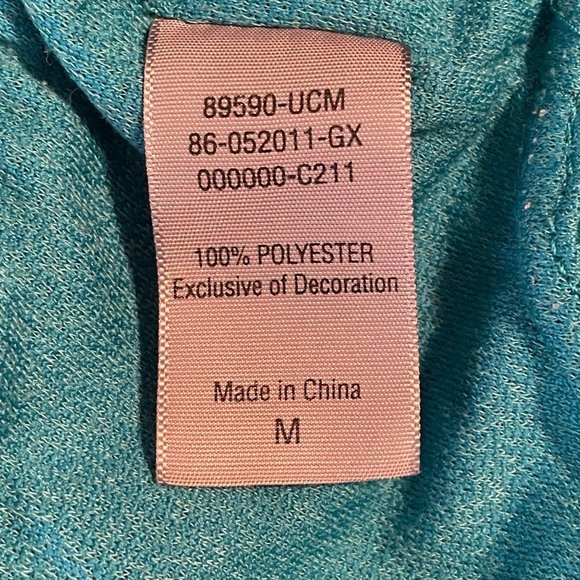 89590-UCM
86-052011-GX
000000-C211
100% POLYESTER
Exclusive of Decoration
Made in China
M